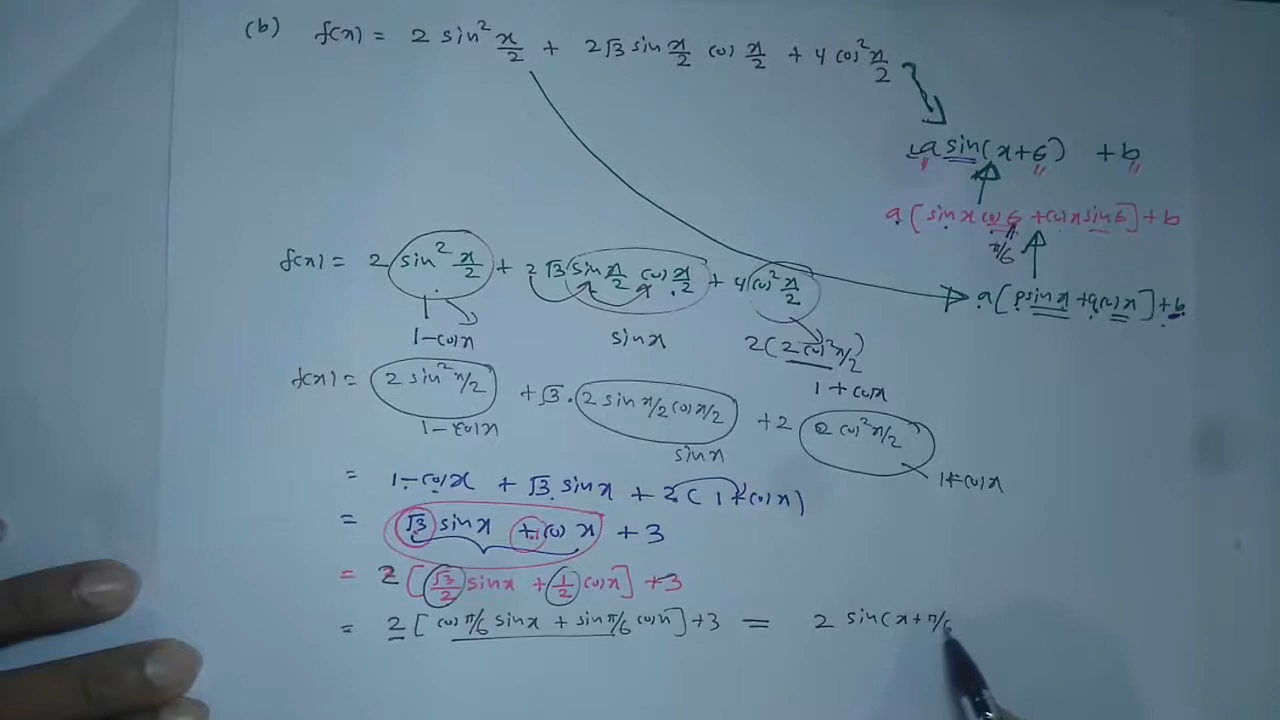 (b) f(x) = 2 sin² x/2 + 2√3 sin x/2 cos x/2 + 4 cos² x/2
a sin(x+6) + b
a [sin x cos 6 + cos x sin 6] + b
π/6
a [p sin x + q cos x] + b
f(x) = 2 sin² x/2 + 2√3 sin x/2 cos x/2 + 4 cos² x/2
1-cos x
sin x
2(2 cos² x/2)
1 + cos x
f(x) = 2 sin² x/2 + √3 · 2 sin x/2 cos x/2 + 2 2 cos² x/2
1-cos x
sin x
1+cos x
= 1-cos x + √3 sin x + 2(1+cos x)
= √3 sin x + cos x + 3
= 2 [√3/2 sin x + 1/2 cos x] + 3
= 2 [cos π/6 sin x + sin π/6 cos x] + 3 = 2 sin(x + π/6